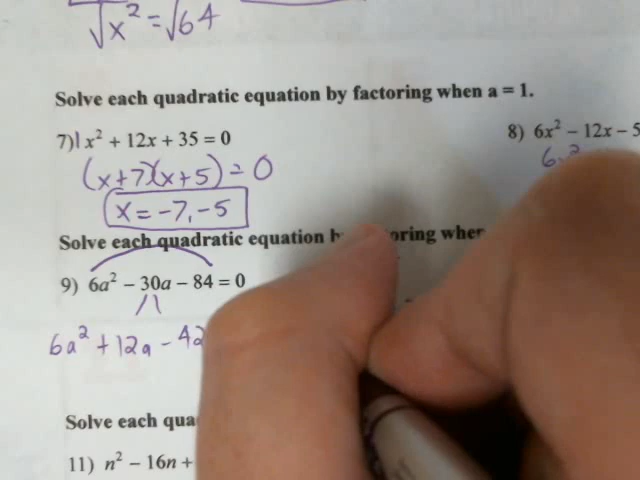 √x² = √64
Solve each quadratic equation by factoring when a = 1.
7) 1x² + 12x + 35 = 0
8) 6x² − 12x − 5
(x+7)(x+5) = 0
x = -7, -5
Solve each quadratic equation
9) 6a² − 30a − 84 = 0
6a² + 12a - 42
Solve each
11) n² − 16n +